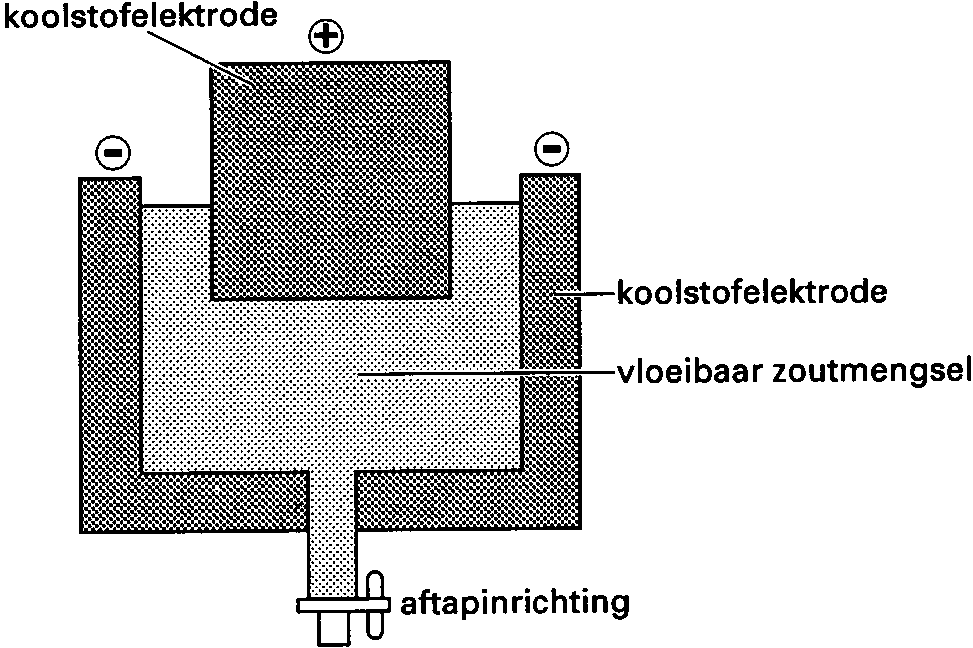 koolstofelektrode
+
-
-
koolstofelektrode
vloeibaar zoutmengsel
aftapinrichting